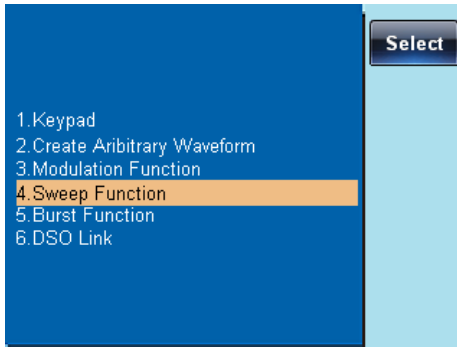 Select
1.Keypad
2.Create Aribitrary Waveform
3.Modulation Function
4.Sweep Function
5.Burst Function
6.DSO Link